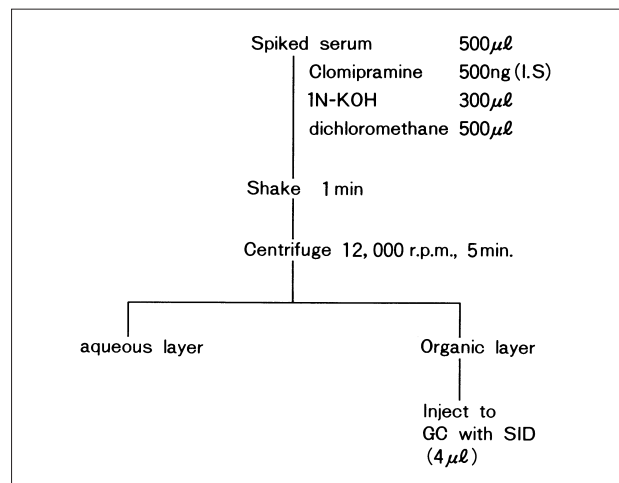 Spiked serum 500μℓ
Clomipramine 500ng (I.S)
1N-KOH 300μℓ
dichloromethane 500μℓ
Shake 1 min
Centrifuge 12,000 r.p.m., 5 min.
aqueous layer
Organic layer
Inject to
GC with SID
(4μℓ)